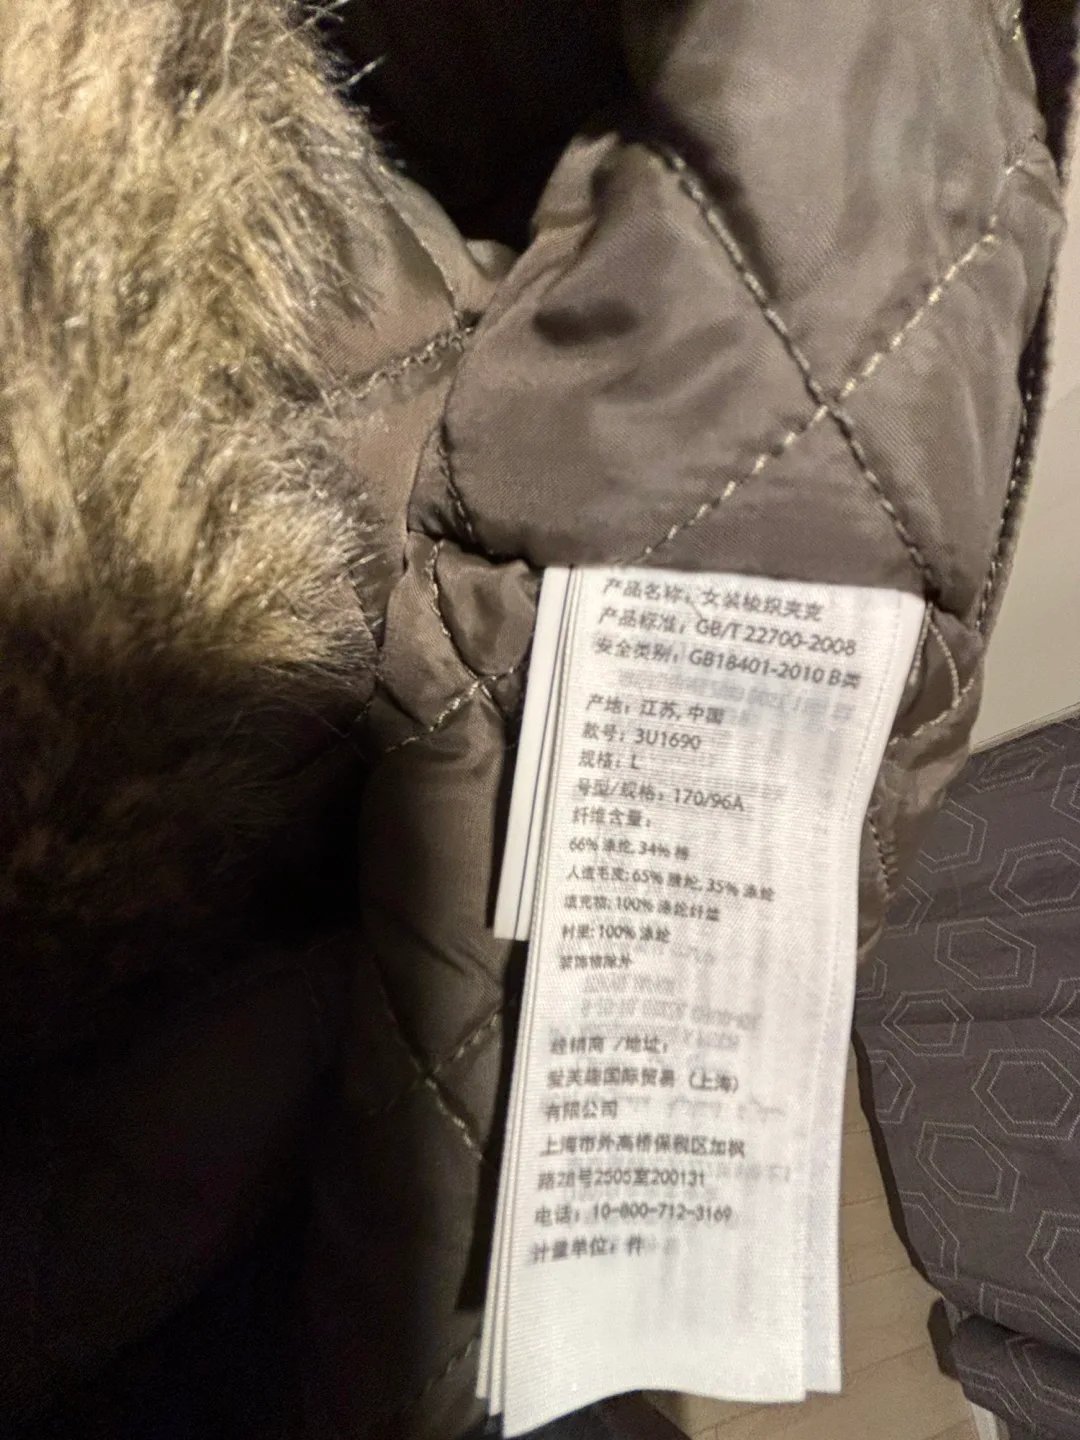 产品名称：女装梭织夹克
产品标准：GB/T 22700-2008
安全类别：GB18401-2010 B类
产地：江苏, 中国
款号：3U1690
规格：L
号型/规格：170/96A
纤维含量：
66% 涤纶, 34% 棉
人造毛皮: 65% 腈纶, 35% 涤纶
填充物: 100% 涤纶纤维
衬里: 100% 涤纶
装饰物除外
经销商 /地址：
爱芙趣国际贸易（上海）
有限公司
上海市外高桥保税区加枫
路28号2505室200131
电话：10-800-712-3169
计量单位：件